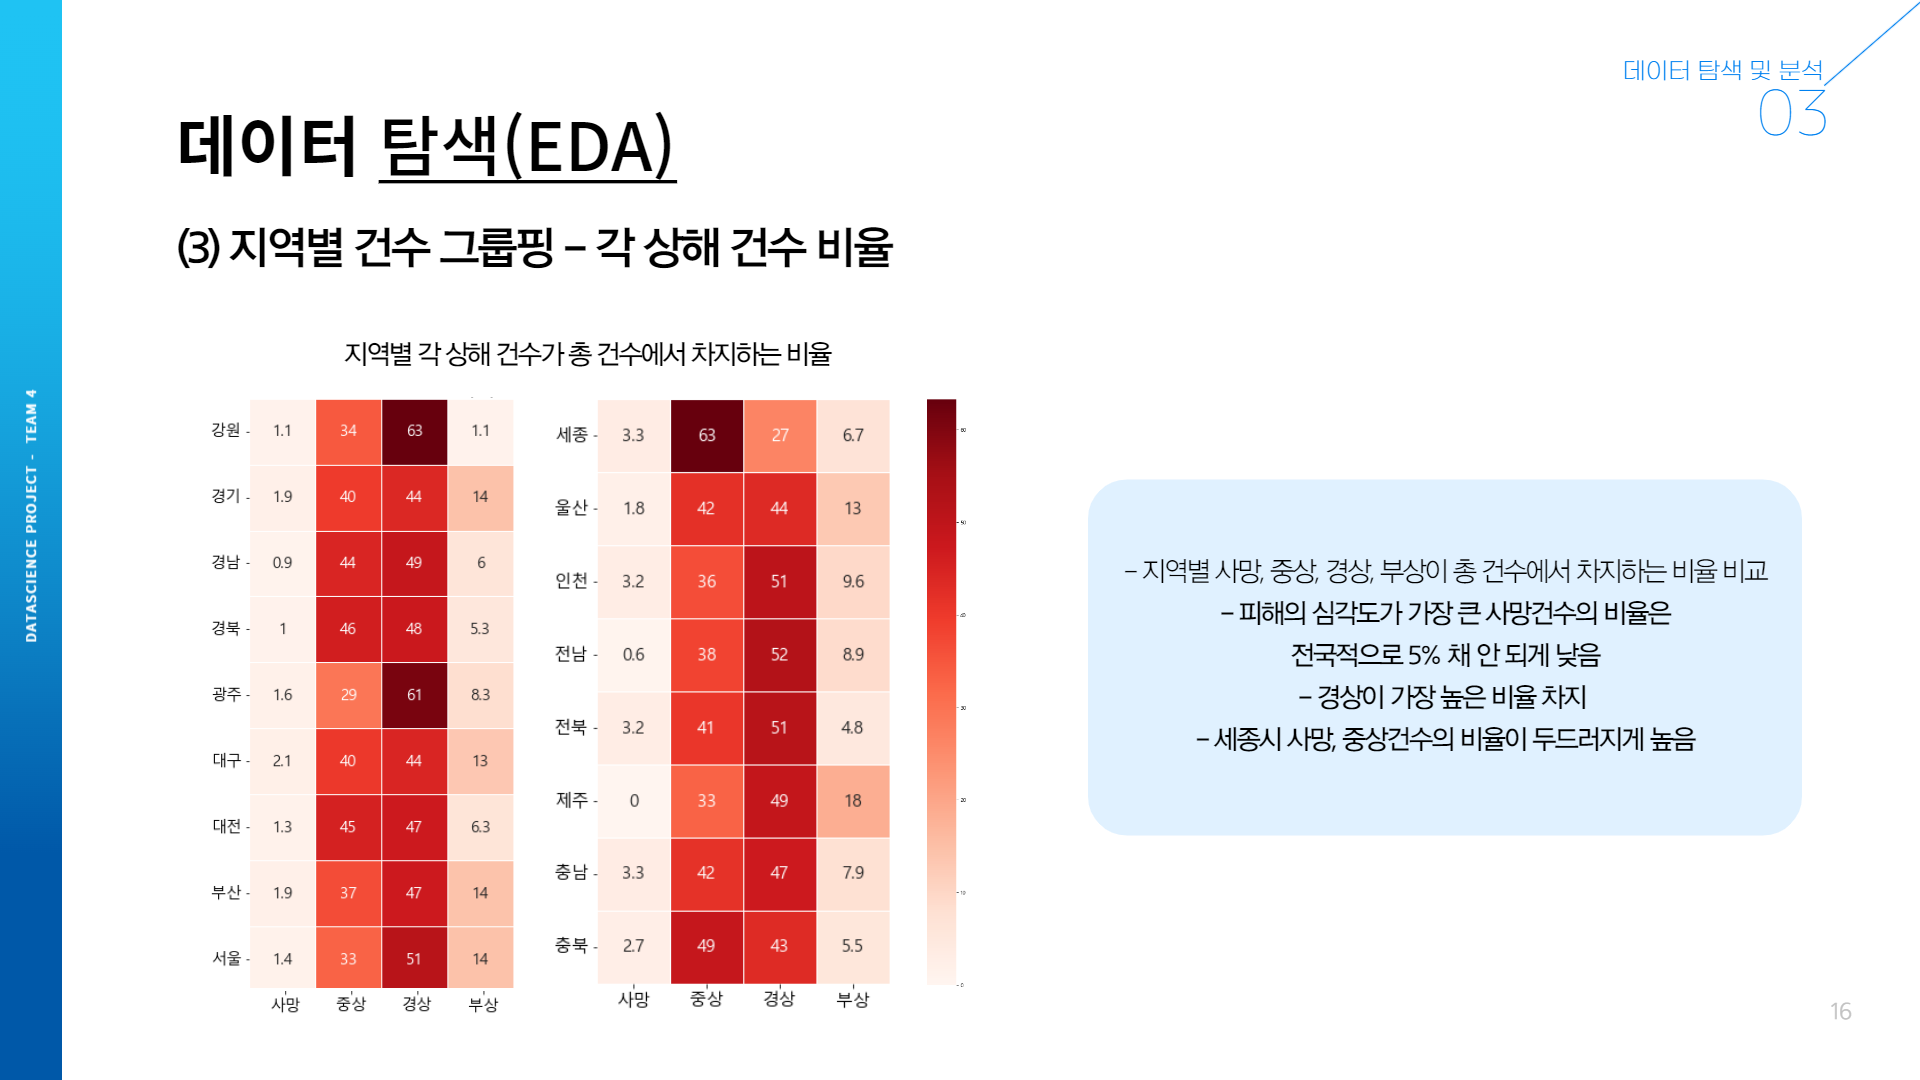 데이터 탐색 및 분석
03
데이터 탐색(EDA)
(3) 지역별 건수 그룹핑 – 각 상해 건수 비율
DATASCIENCE PROJECT - TEAM 4
지역별 각 상해 건수가 총 건수에서 차지하는 비율
강원 1.1 34 63 1.1
경기 1.9 40 44 14
경남 0.9 44 49 6
경북 1 46 48 5.3
광주 1.6 29 61 8.3
대구 2.1 40 44 13
대전 1.3 45 47 6.3
부산 1.9 37 47 14
서울 1.4 33 51 14
사망 중상 경상 부상
세종 3.3 63 27 6.7
울산 1.8 42 44 13
인천 3.2 36 51 9.6
전남 0.6 38 52 8.9
전북 3.2 41 51 4.8
제주 0 33 49 18
충남 3.3 42 47 7.9
충북 2.7 49 43 5.5
사망 중상 경상 부상
60
50
40
30
20
10
0
– 지역별 사망, 중상, 경상, 부상이 총 건수에서 차지하는 비율 비교
– 피해의 심각도가 가장 큰 사망건수의 비율은
전국적으로 5% 채 안 되게 낮음
– 경상이 가장 높은 비율 차지
– 세종시 사망, 중상건수의 비율이 두드러지게 높음
16